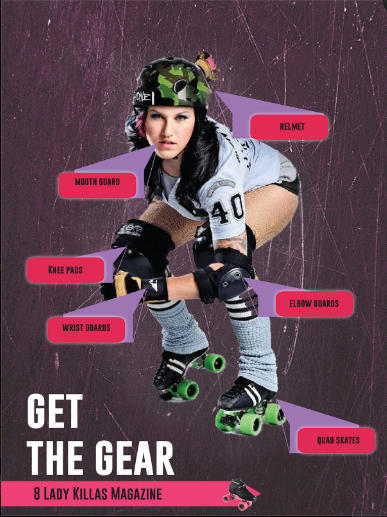 HELMET
MOUTH GUARD
40
KNEE PADS
ELBOW GUARDS
WRIST GUARDS
QUAD SKATES
GET
THE GEAR
8 LADY KILLAS MAGAZINE